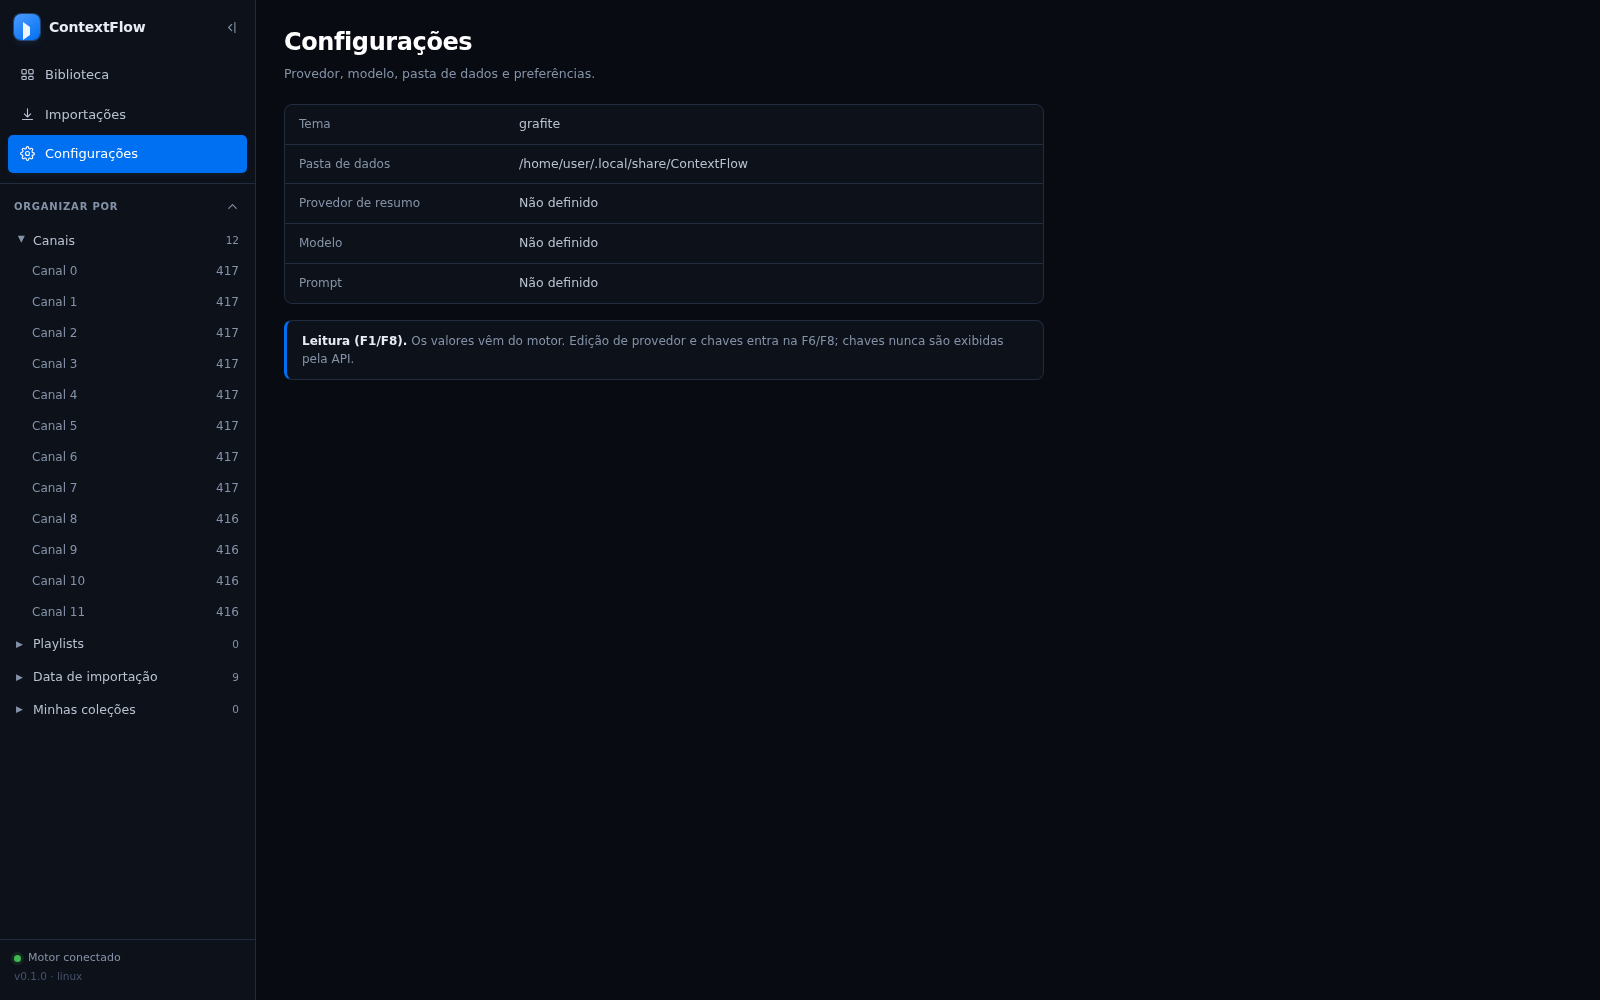 ContextFlow
Biblioteca
Importações
Configurações
ORGANIZAR POR
Canais 12
Canal 0 417
Canal 1 417
Canal 2 417
Canal 3 417
Canal 4 417
Canal 5 417
Canal 6 417
Canal 7 417
Canal 8 416
Canal 9 416
Canal 10 416
Canal 11 416
Playlists 0
Data de importação 9
Minhas coleções 0
Motor conectado
v0.1.0 · linux
Configurações
Provedor, modelo, pasta de dados e preferências.
Tema grafite
Pasta de dados /home/user/.local/share/ContextFlow
Provedor de resumo Não definido
Modelo Não definido
Prompt Não definido
Leitura (F1/F8). Os valores vêm do motor. Edição de provedor e chaves entra na F6/F8; chaves nunca são exibidas
pela API.